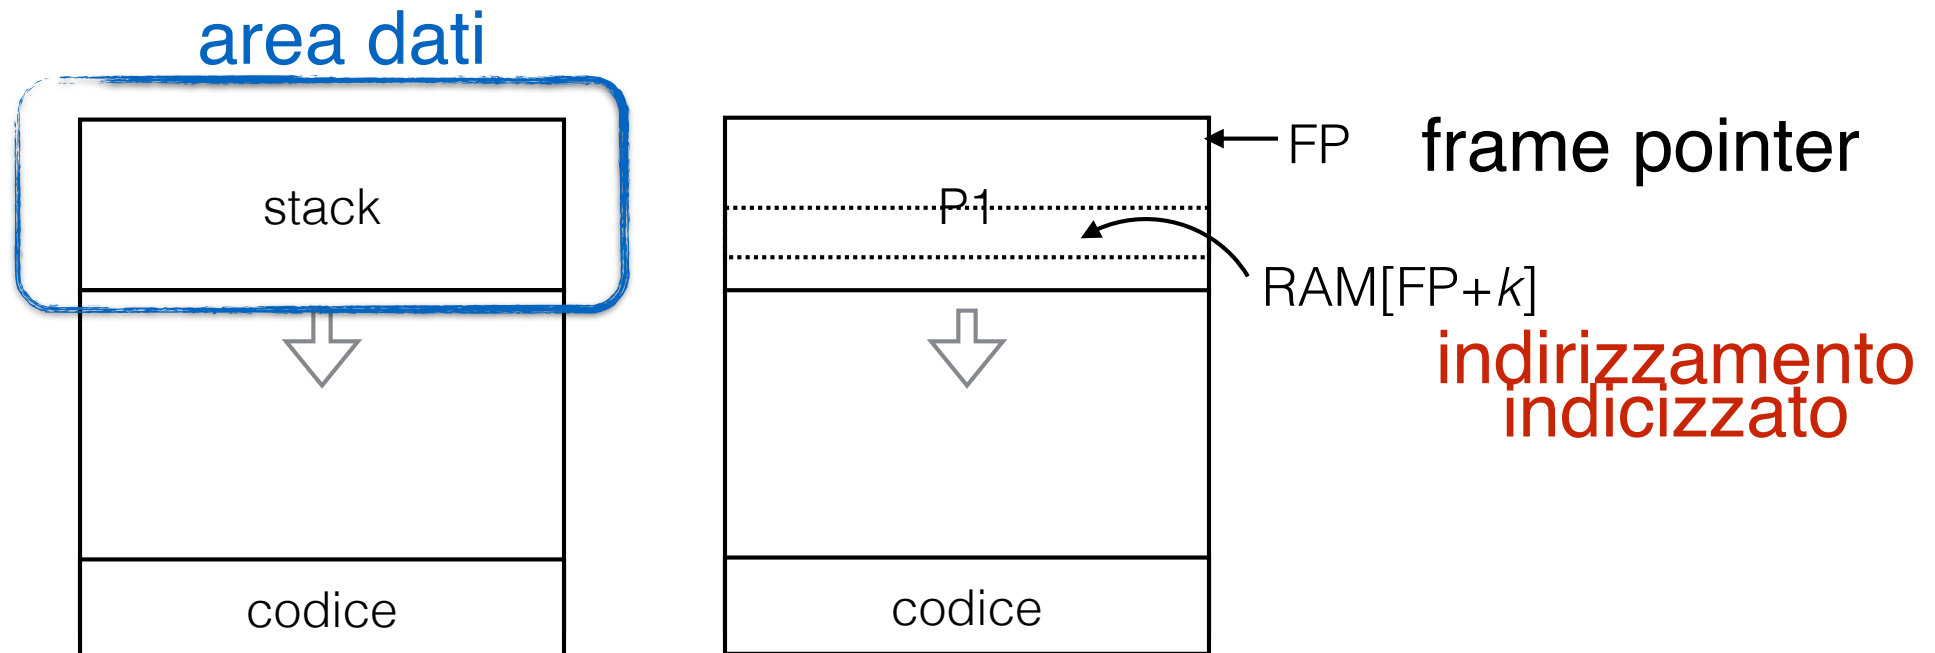 area dati
stack
codice
FP
frame pointer
P1
RAM[FP+k]
indirizzamento
indicizzato
codice